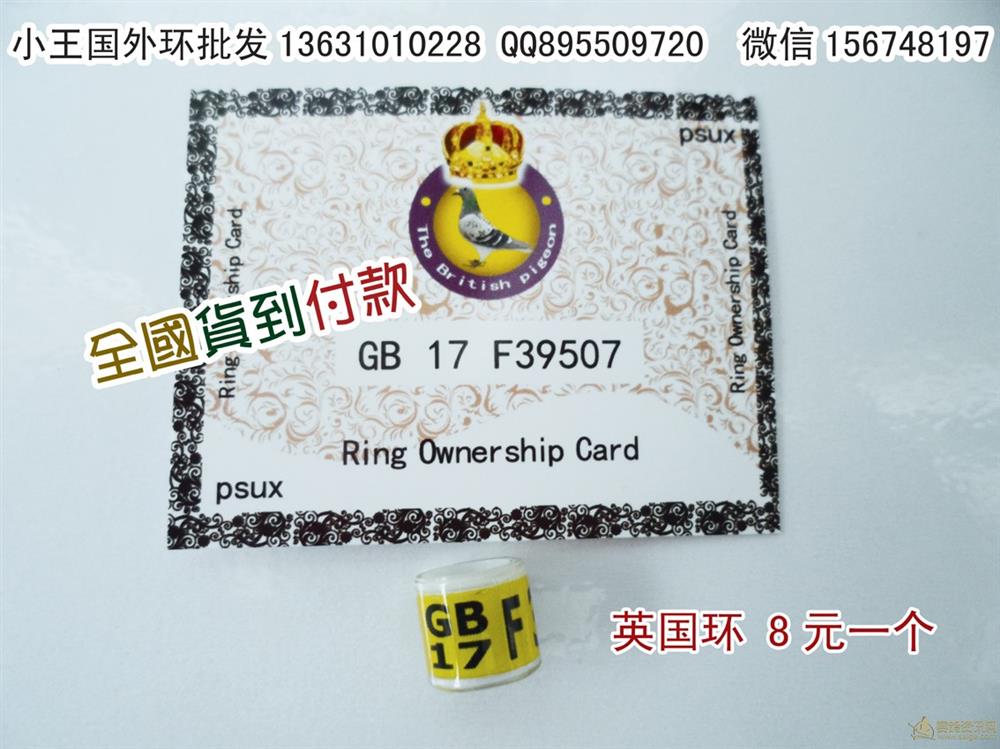 小王国外环批发 13631010228 QQ895509720 微信 156748197
psux
The British pigeon
Ring Ownership Card
全國貨到付款
GB 17 F39507
Ring Ownership Card
Ring Ownership Card
psux
GB F
17
英国环 8元一个